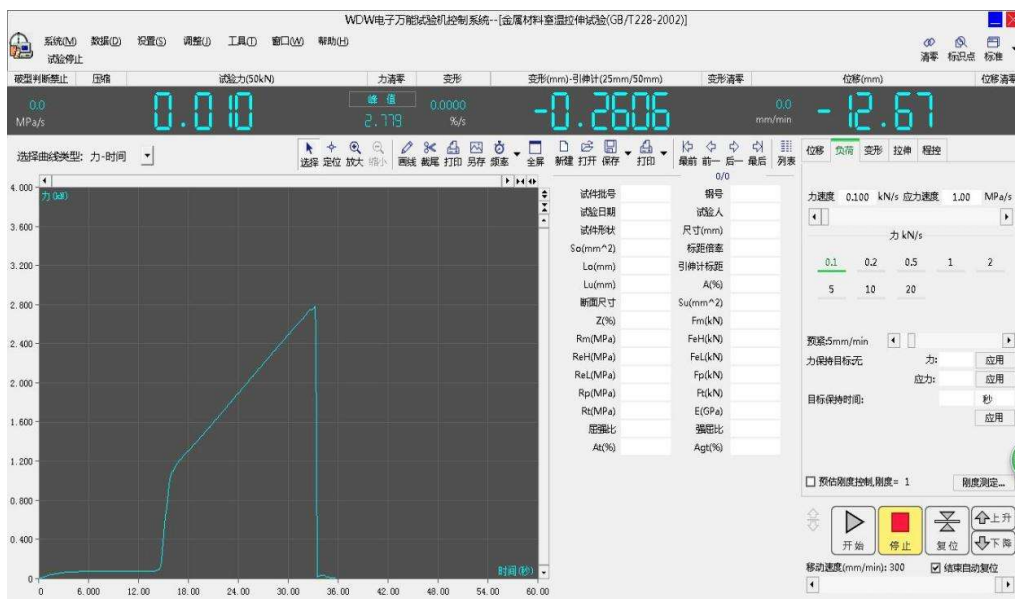 WDW电子万能试验机控制系统--[金属材料室温拉伸试验(GB/T228-2002)]
系统(M) 数据(D) 设置(S) 调整(J) 工具(T) 窗口(W) 帮助(H)
试验停止
清零 标识点 标准
破型判断禁止 压缩 试验力(50kN) 力清零 变形 变形(mm)-引伸计(25mm/50mm) 变形清零 位移(mm) 位移清零
0.0 MPa/s 0.010 峰值 2.779 0.0000 %/s -0.2606 0.0 mm/min -12.67
选择曲线类型: 力-时间
选择 定位 放大 缩小 画线 截尾 打印 另存 频率 全屏 新建 打开 保存 打印 最前 前一 后一 最后 列表
位移 负荷 变形 拉伸 程控
0/0
力(kN)
4.000
3.600
3.200
2.800
2.400
2.000
1.600
1.200
0.800
0.400
0
时间(秒)
0 6.000 12.00 18.00 24.00 30.00 36.00 42.00 48.00 54.00 60.00
试件批号 钢号
试验日期 试验人
试件形状 尺寸(mm)
So(mm^2) 标距倍率
Lo(mm) 引伸计标距
Lu(mm) A(%)
断面尺寸 Su(mm^2)
Z(%) Fm(kN)
Rm(MPa) FeH(kN)
ReH(MPa) FeL(kN)
ReL(MPa) Fp(kN)
Rp(MPa) Ft(kN)
Rt(MPa) E(GPa)
屈强比 强屈比
At(%) Agt(%)
力速度 0.100 kN/s 应力速度 1.00 MPa/s
力 kN/s
0.1 0.2 0.5 1 2
5 10 20
预紧:5mm/min
力保持目标:无 力: 应用
应力: 应用
目标保持时间: 秒
应用
预估刚度控制,刚度= 1 刚度测定...
开始 停止 复位 上升
下降
移动速度(mm/min): 300 结束自动复位